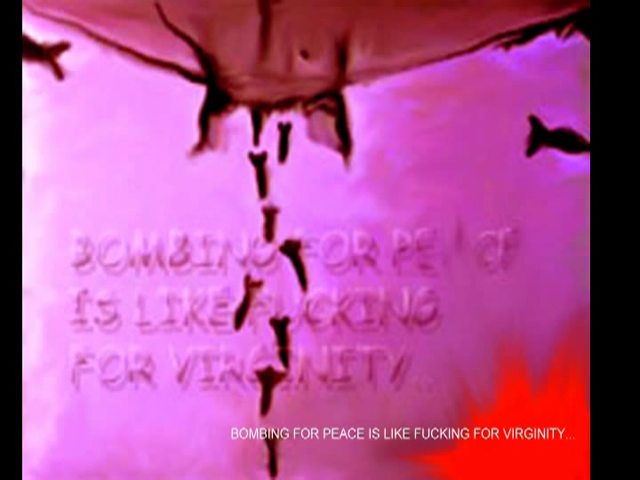 BOMBING FOR PEACE
IS LIKE FUCKING
FOR VIRGINITY...
BOMBING FOR PEACE IS LIKE FUCKING FOR VIRGINITY...